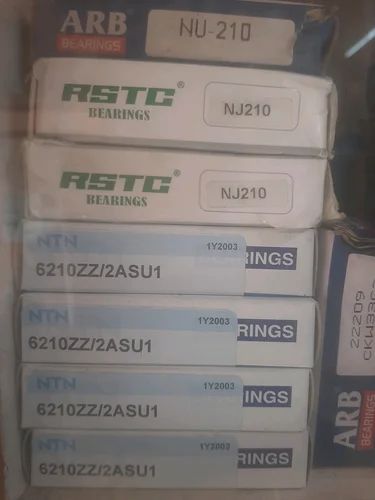 ARB
BEARINGS
NU-210
RSTC®
BEARINGS
NJ210
RSTC®
BEARINGS
NJ210
NTN
1Y2003
6210ZZ/2ASU1
RINGS
NTN
1Y2003
6210ZZ/2ASU1
RINGS
NTN
1Y2003
6210ZZ/2ASU1
RINGS
NTN
1Y2003
6210ZZ/2ASU1
RINGS
22209
ARB
BEARINGS